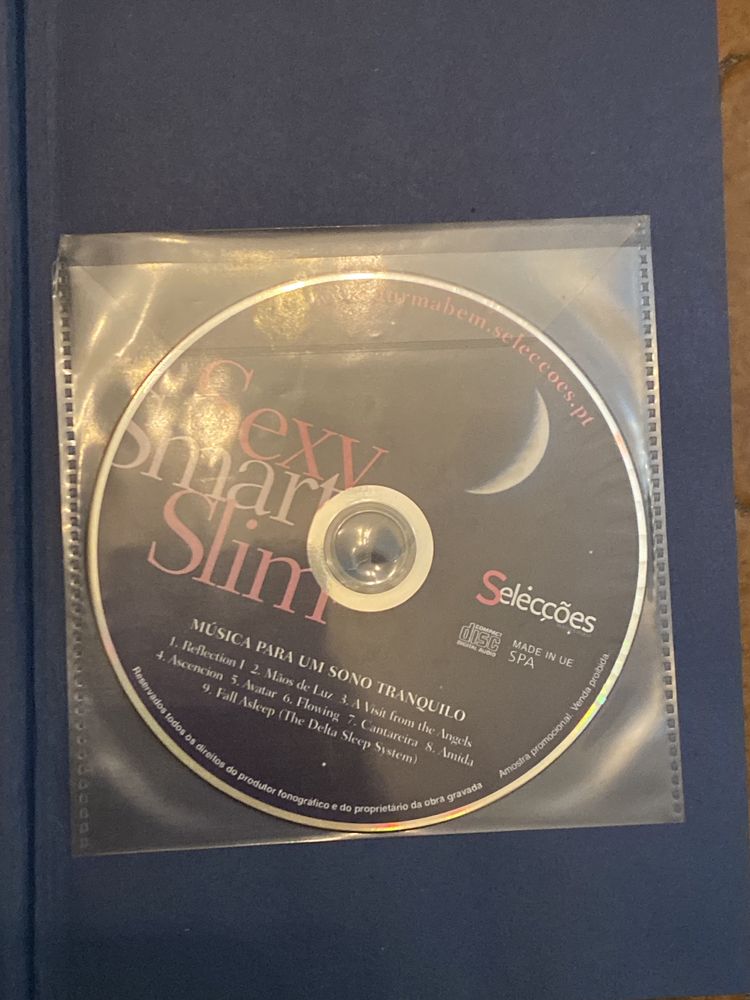 durmabem.seleccoes.pt
Sexy
Smart
Slim
Selecções
COMPACT
disc
DIGITAL AUDIO
MADE IN UE
SPA
MÚSICA PARA UM SONO TRANQUILO
1. Reflection I 2. Mãos de Luz 3. A Visit from the Angels
4. Ascencion 5. Avatar 6. Flowing 7. Cantareira 8. Amida
9. Fall Asleep (The Delta Sleep System)
Reservados todos os direitos do produtor fonográfico e do proprietário da obra gravada
Amostra promocional. Venda proibida.